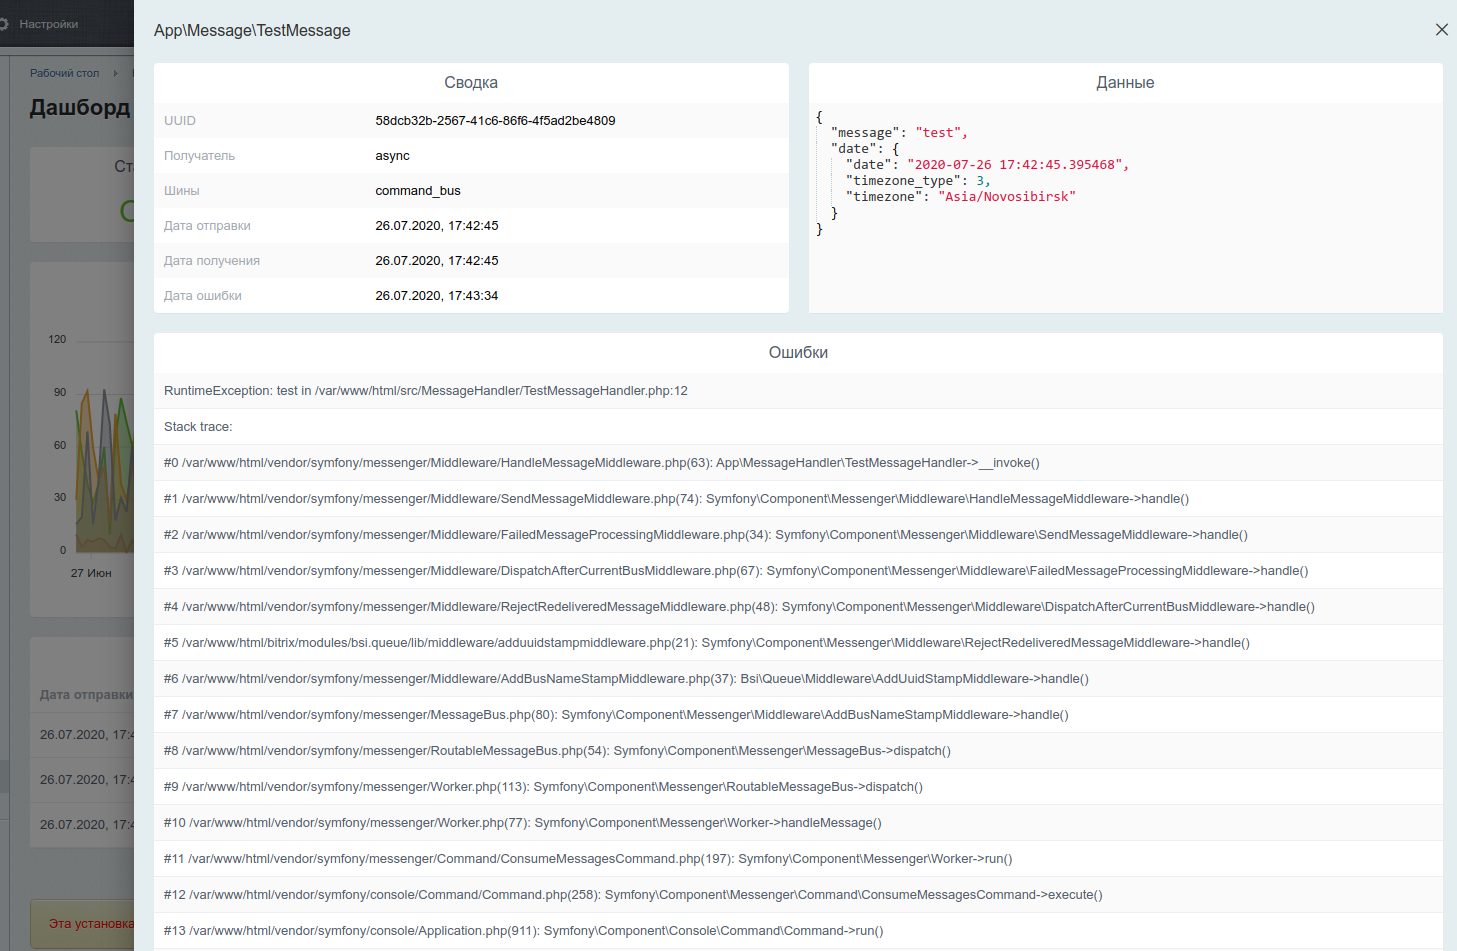 Настройки
Рабочий стол
Дашборд
120
90
60
30
0
27 Июн
Дата отправки
26.07.2020,
26.07.2020,
26.07.2020,
Эта установка
App\Message\TestMessage
Сводка
UUID 58dcb32b-2567-41c6-86f6-4f5ad2be4809
Получатель async
Шины command_bus
Дата отправки 26.07.2020, 17:42:45
Дата получения 26.07.2020, 17:42:45
Дата ошибки 26.07.2020, 17:43:34
Данные
{
"message": "test",
"date": {
"date": "2020-07-26 17:42:45.395468",
"timezone_type": 3,
"timezone": "Asia/Novosibirsk"
}
}
Ошибки
RuntimeException: test in /var/www/html/src/MessageHandler/TestMessageHandler.php:12
Stack trace:
#0 /var/www/html/vendor/symfony/messenger/Middleware/HandleMessageMiddleware.php(63): App\MessageHandler\TestMessageHandler->__invoke()
#1 /var/www/html/vendor/symfony/messenger/Middleware/SendMessageMiddleware.php(74): Symfony\Component\Messenger\Middleware\HandleMessageMiddleware->handle()
#2 /var/www/html/vendor/symfony/messenger/Middleware/FailedMessageProcessingMiddleware.php(34): Symfony\Component\Messenger\Middleware\SendMessageMiddleware->handle()
#3 /var/www/html/vendor/symfony/messenger/Middleware/DispatchAfterCurrentBusMiddleware.php(67): Symfony\Component\Messenger\Middleware\FailedMessageProcessingMiddleware->handle()
#4 /var/www/html/vendor/symfony/messenger/Middleware/RejectRedeliveredMessageMiddleware.php(48): Symfony\Component\Messenger\Middleware\DispatchAfterCurrentBusMiddleware->handle()
#5 /var/www/html/bitrix/modules/bsi.queue/lib/middleware/adduuidstampmiddleware.php(21): Symfony\Component\Messenger\Middleware\RejectRedeliveredMessageMiddleware->handle()
#6 /var/www/html/vendor/symfony/messenger/Middleware/AddBusNameStampMiddleware.php(37): Bsi\Queue\Middleware\AddUuidStampMiddleware->handle()
#7 /var/www/html/vendor/symfony/messenger/MessageBus.php(80): Symfony\Component\Messenger\Middleware\AddBusNameStampMiddleware->handle()
#8 /var/www/html/vendor/symfony/messenger/RoutableMessageBus.php(54): Symfony\Component\Messenger\MessageBus->dispatch()
#9 /var/www/html/vendor/symfony/messenger/Worker.php(113): Symfony\Component\Messenger\RoutableMessageBus->dispatch()
#10 /var/www/html/vendor/symfony/messenger/Worker.php(77): Symfony\Component\Messenger\Worker->handleMessage()
#11 /var/www/html/vendor/symfony/messenger/Command/ConsumeMessagesCommand.php(197): Symfony\Component\Messenger\Worker->run()
#12 /var/www/html/vendor/symfony/console/Command/Command.php(258): Symfony\Component\Messenger\Command\ConsumeMessagesCommand->execute()
#13 /var/www/html/vendor/symfony/console/Application.php(911): Symfony\Component\Console\Command\Command->run()